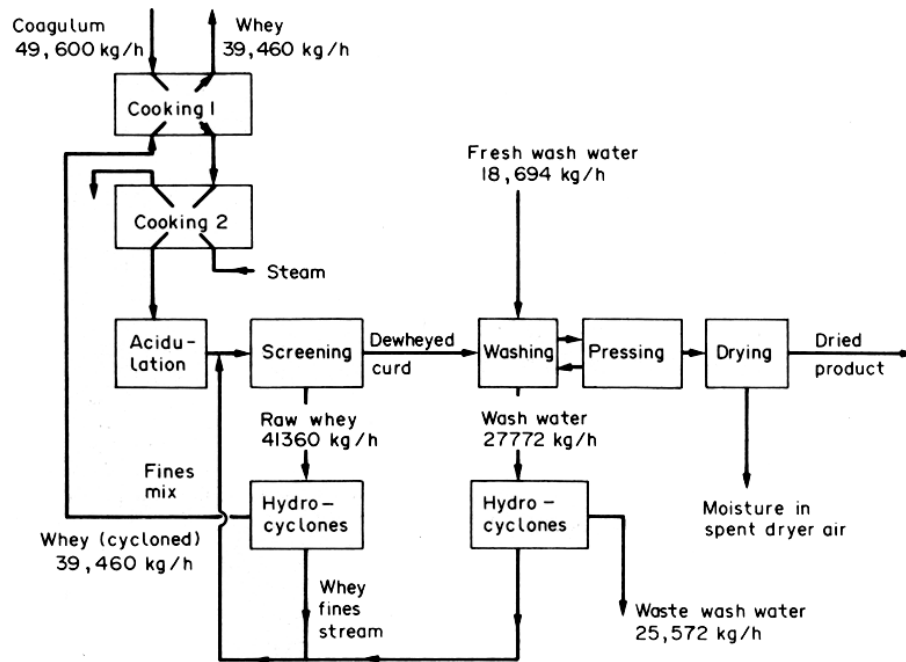 Coagulum
49,600 kg/h
Whey
39,460 kg/h
Cooking 1
Fresh wash water
18,694 kg/h
Cooking 2
Steam
Acidu-
lation
Screening
Dewheyed
curd
Washing
Pressing
Drying
Dried
product
Raw whey
41360 kg/h
Wash water
27772 kg/h
Fines
mix
Hydro-
cyclones
Hydro-
cyclones
Moisture in
spent dryer air
Whey (cycloned)
39,460 kg/h
Whey
fines
stream
Waste wash water
25,572 kg/h